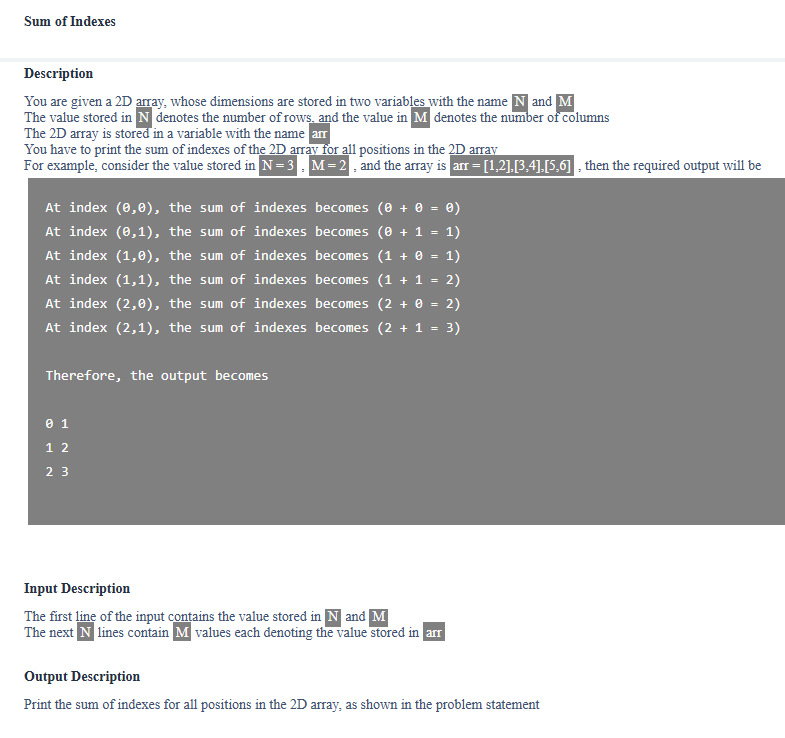 Sum of Indexes
Description
You are given a 2D array, whose dimensions are stored in two variables with the name N and M
The value stored in N denotes the number of rows, and the value in M denotes the number of columns
The 2D array is stored in a variable with the name arr
You have to print the sum of indexes of the 2D array for all positions in the 2D array
For example, consider the value stored in N = 3 , M = 2 , and the array is arr = [1,2],[3,4],[5,6] , then the required output will be
At index (0,0), the sum of indexes becomes (0 + 0 = 0)
At index (0,1), the sum of indexes becomes (0 + 1 = 1)
At index (1,0), the sum of indexes becomes (1 + 0 = 1)
At index (1,1), the sum of indexes becomes (1 + 1 = 2)
At index (2,0), the sum of indexes becomes (2 + 0 = 2)
At index (2,1), the sum of indexes becomes (2 + 1 = 3)
Therefore, the output becomes
0 1
1 2
2 3
Input Description
The first line of the input contains the value stored in N and M
The next N lines contain M values each denoting the value stored in arr
Output Description
Print the sum of indexes for all positions in the 2D array, as shown in the problem statement